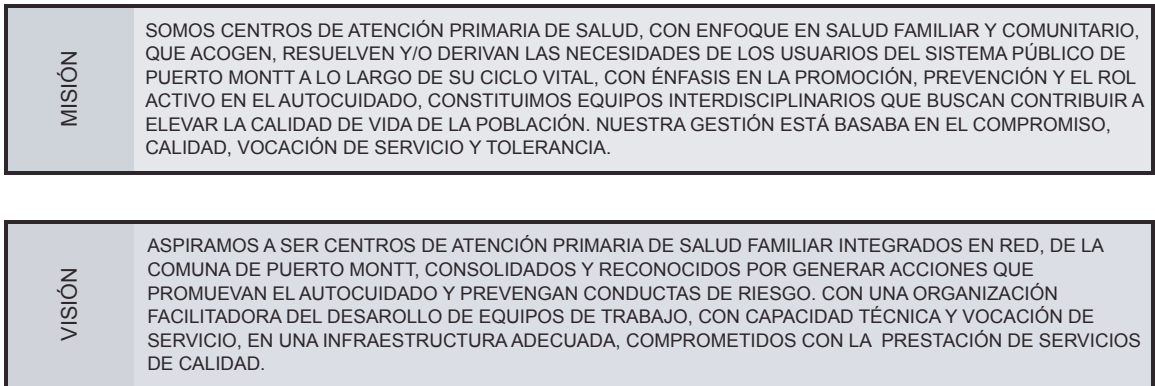 MISIÓN
SOMOS CENTROS DE ATENCIÓN PRIMARIA DE SALUD, CON ENFOQUE EN SALUD FAMILIAR Y COMUNITARIO,
QUE ACOGEN, RESUELVEN Y/O DERIVAN LAS NECESIDADES DE LOS USUARIOS DEL SISTEMA PÚBLICO DE
PUERTO MONTT A LO LARGO DE SU CICLO VITAL, CON ÉNFASIS EN LA PROMOCIÓN, PREVENCIÓN Y EL ROL
ACTIVO EN EL AUTOCUIDADO, CONSTITUIMOS EQUIPOS INTERDISCIPLINARIOS QUE BUSCAN CONTRIBUIR A
ELEVAR LA CALIDAD DE VIDA DE LA POBLACIÓN. NUESTRA GESTIÓN ESTÁ BASABA EN EL COMPROMISO,
CALIDAD, VOCACIÓN DE SERVICIO Y TOLERANCIA.
VISIÓN
ASPIRAMOS A SER CENTROS DE ATENCIÓN PRIMARIA DE SALUD FAMILIAR INTEGRADOS EN RED, DE LA
COMUNA DE PUERTO MONTT, CONSOLIDADOS Y RECONOCIDOS POR GENERAR ACCIONES QUE
PROMUEVAN EL AUTOCUIDADO Y PREVENGAN CONDUCTAS DE RIESGO. CON UNA ORGANIZACIÓN
FACILITADORA DEL DESAROLLO DE EQUIPOS DE TRABAJO, CON CAPACIDAD TÉCNICA Y VOCACIÓN DE
SERVICIO, EN UNA INFRAESTRUCTURA ADECUADA, COMPROMETIDOS CON LA PRESTACIÓN DE SERVICIOS
DE CALIDAD.